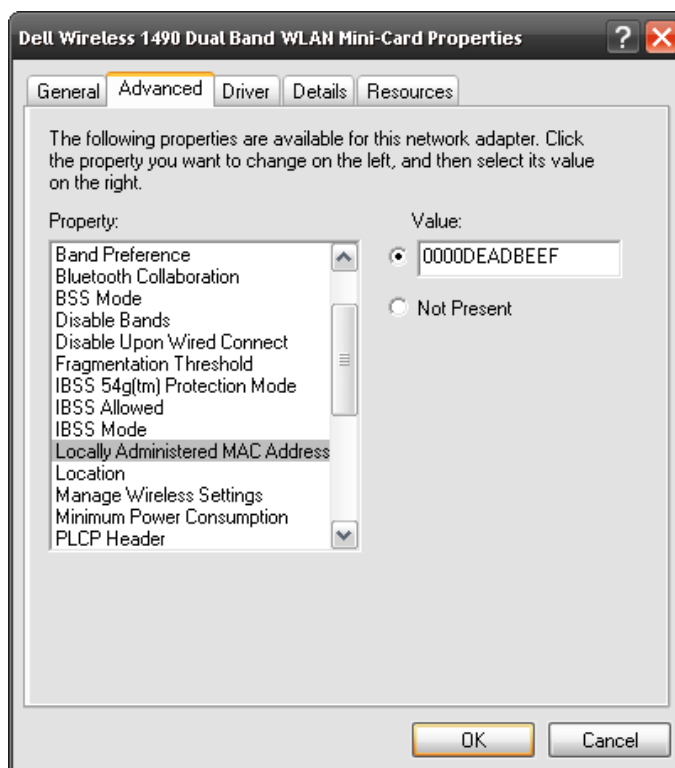 Dell Wireless 1490 Dual Band WLAN Mini-Card Properties
General Advanced Driver Details Resources
The following properties are available for this network adapter. Click
the property you want to change on the left, and then select its value
on the right.
Property:
Value:
Band Preference
Bluetooth Collaboration
BSS Mode
Disable Bands
Disable Upon Wired Connect
Fragmentation Threshold
IBSS 54g(tm) Protection Mode
IBSS Allowed
IBSS Mode
Locally Administered MAC Address
Location
Manage Wireless Settings
Minimum Power Consumption
PLCP Header
0000DEADBEEF
Not Present
OK Cancel